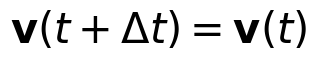 v(t + Δt) = v(t)